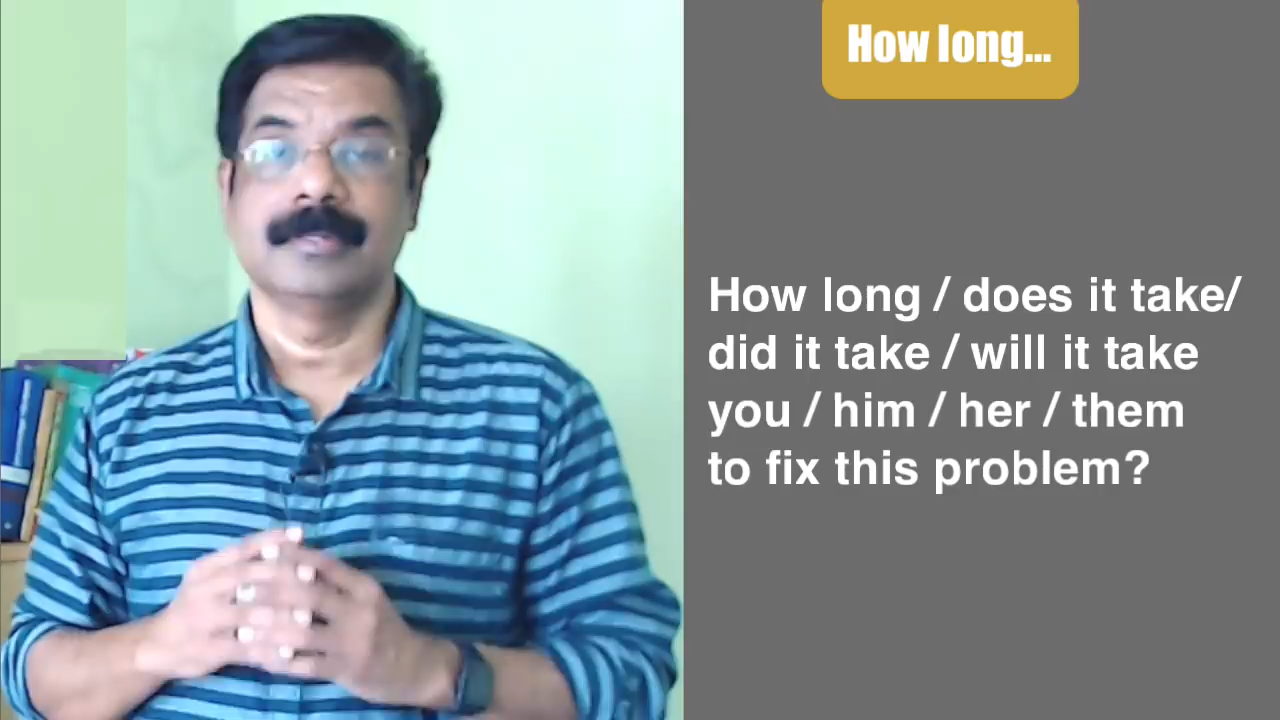 How long...
How long / does it take/
did it take / will it take
you / him / her / them
to fix this problem?